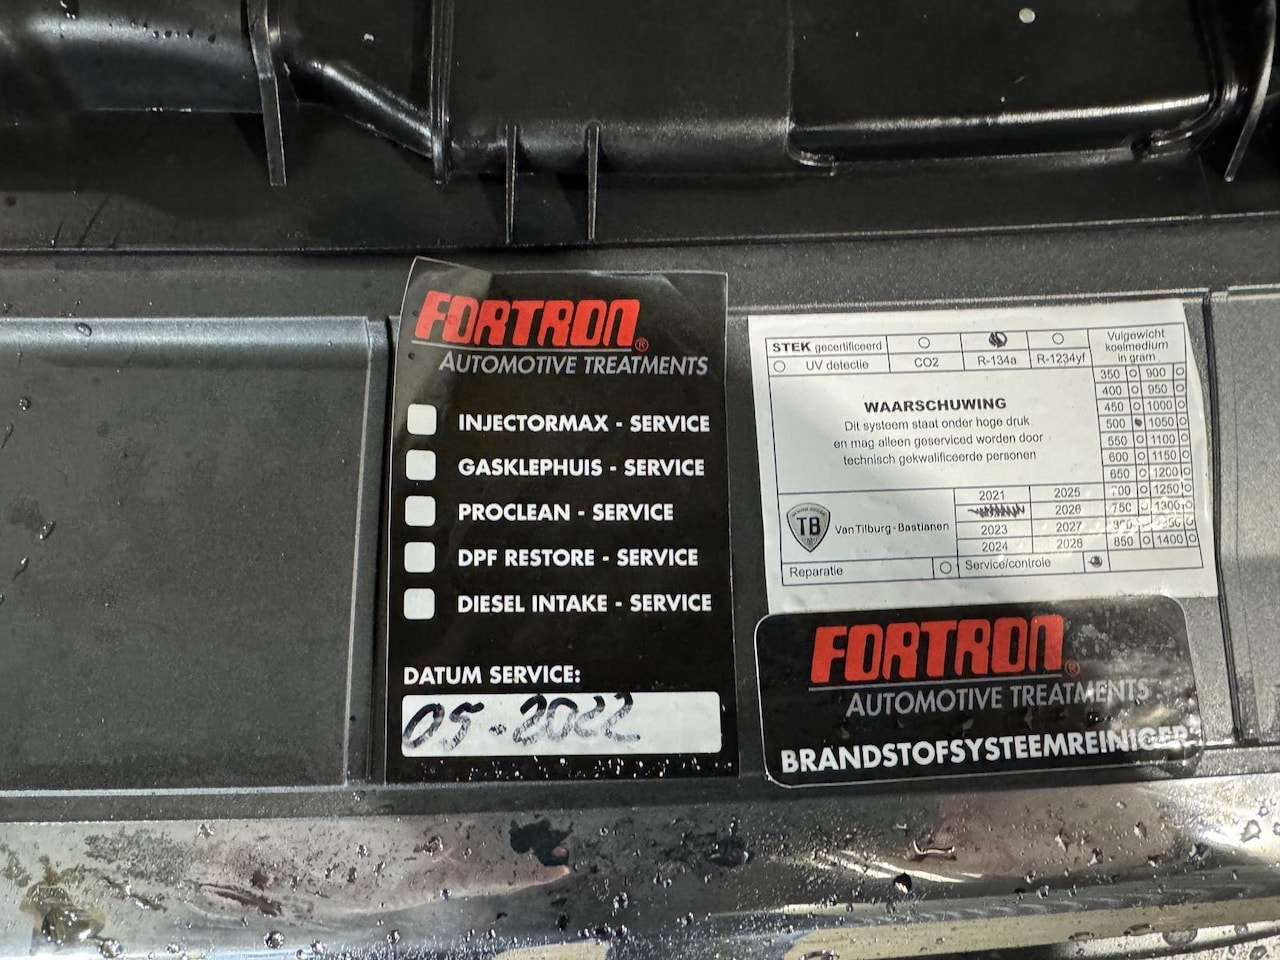 FORTRON®
AUTOMOTIVE TREATMENTS
INJECTORMAX - SERVICE
GASKLEPHUIS - SERVICE
PROCLEAN - SERVICE
DPF RESTORE - SERVICE
DIESEL INTAKE - SERVICE
DATUM SERVICE:
05-2022
STEK gecertificeerd
UV detectie
CO2
R-134a
R-1234yf
Vulgewicht
koelmedium
in gram
350 900
400 950
450 1000
500 1050
550 1100
600 1150
650 1200
700 1250
750 1300
850 1400
WAARSCHUWING
Dit systeem staat onder hoge druk
en mag alleen geserviced worden door
technisch gekwalificeerde personen
TB
VanTilburg-Bastianen
2021 2025
2026
2023 2027
2024 2028
Reparatie
Service/controle
FORTRON®
AUTOMOTIVE TREATMENTS
BRANDSTOFSYSTEEMREINIGER